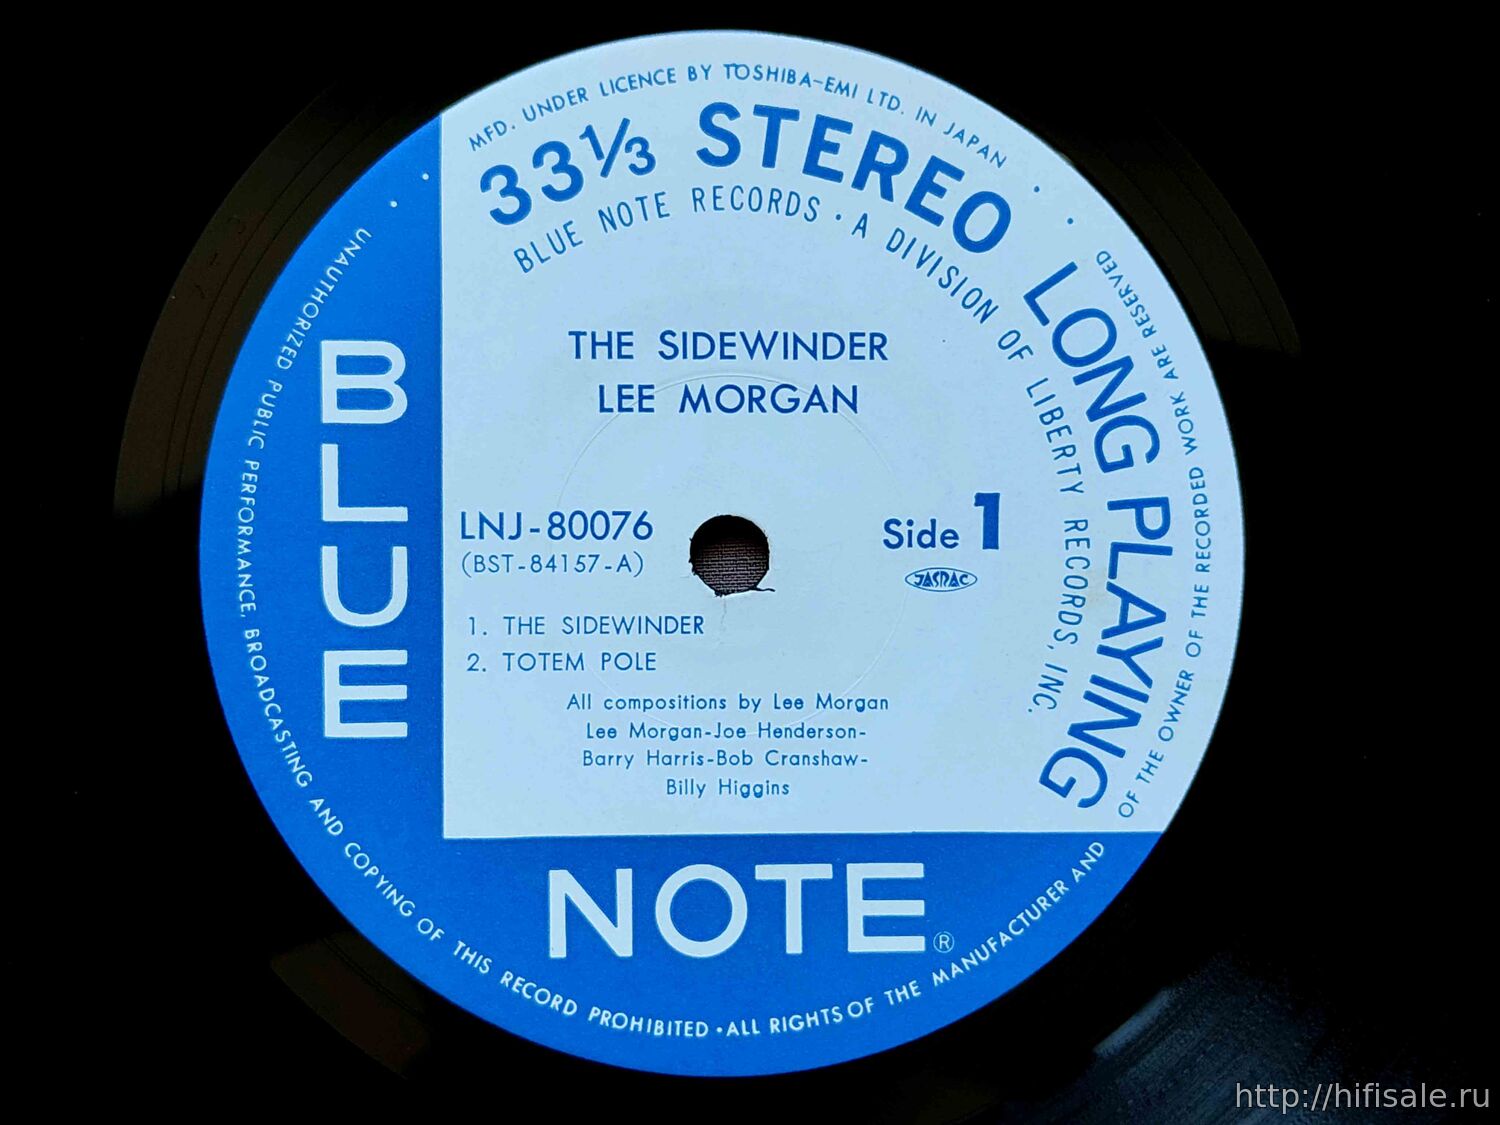 MFD. UNDER LICENCE BY TOSHIBA-EMI LTD. IN JAPAN
33⅓ STEREO LONG PLAYING
BLUE NOTE RECORDS · A DIVISION OF LIBERTY RECORDS, INC.
THE SIDEWINDER
LEE MORGAN
LNJ-80076
(BST-84157-A)
Side 1
JASRAC
1. THE SIDEWINDER
2. TOTEM POLE
All compositions by Lee Morgan
Lee Morgan-Joe Henderson-
Barry Harris-Bob Cranshaw-
Billy Higgins
BLUE
NOTE®
UNAUTHORIZED PUBLIC PERFORMANCE, BROADCASTING AND COPYING OF THIS RECORD PROHIBITED · ALL RIGHTS OF THE MANUFACTURER AND OF THE OWNER OF THE RECORDED WORK ARE RESERVED
http://hifisale.ru